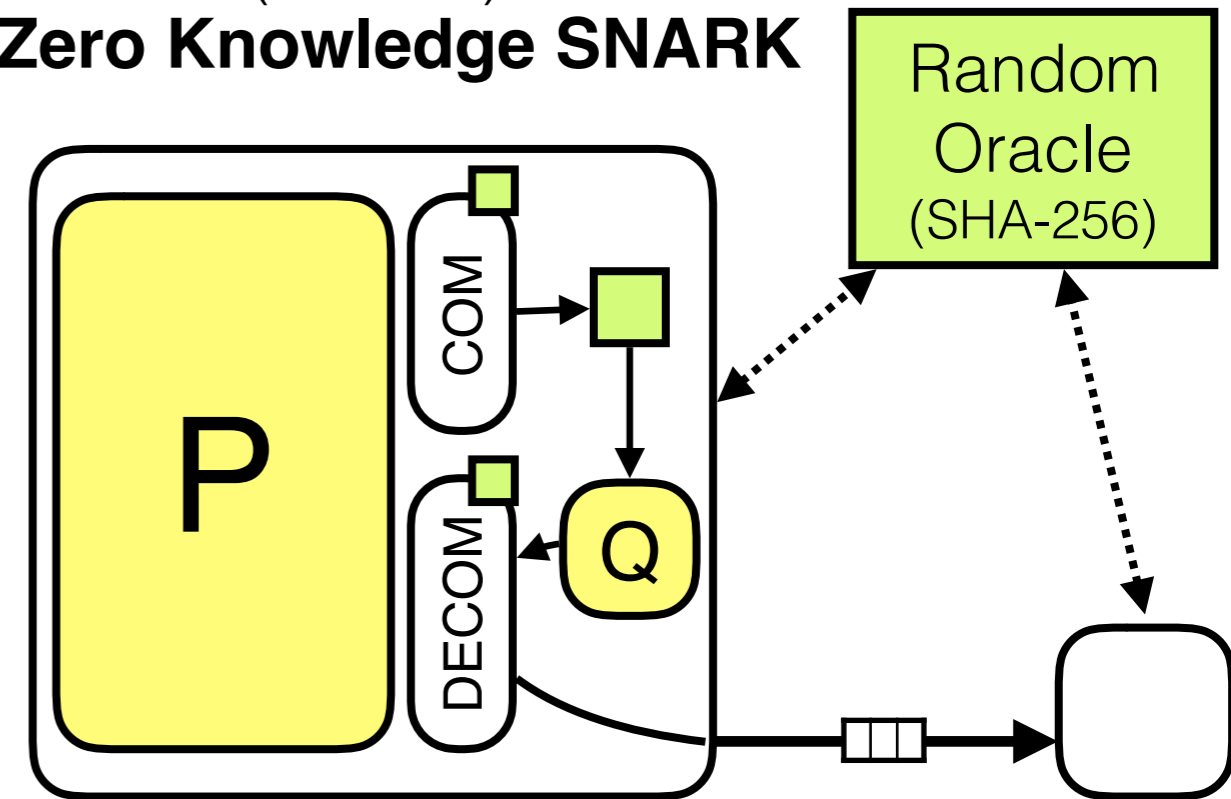 Zero Knowledge SNARK
Random
Oracle
(SHA-256)
COM
P
Q
DECOM